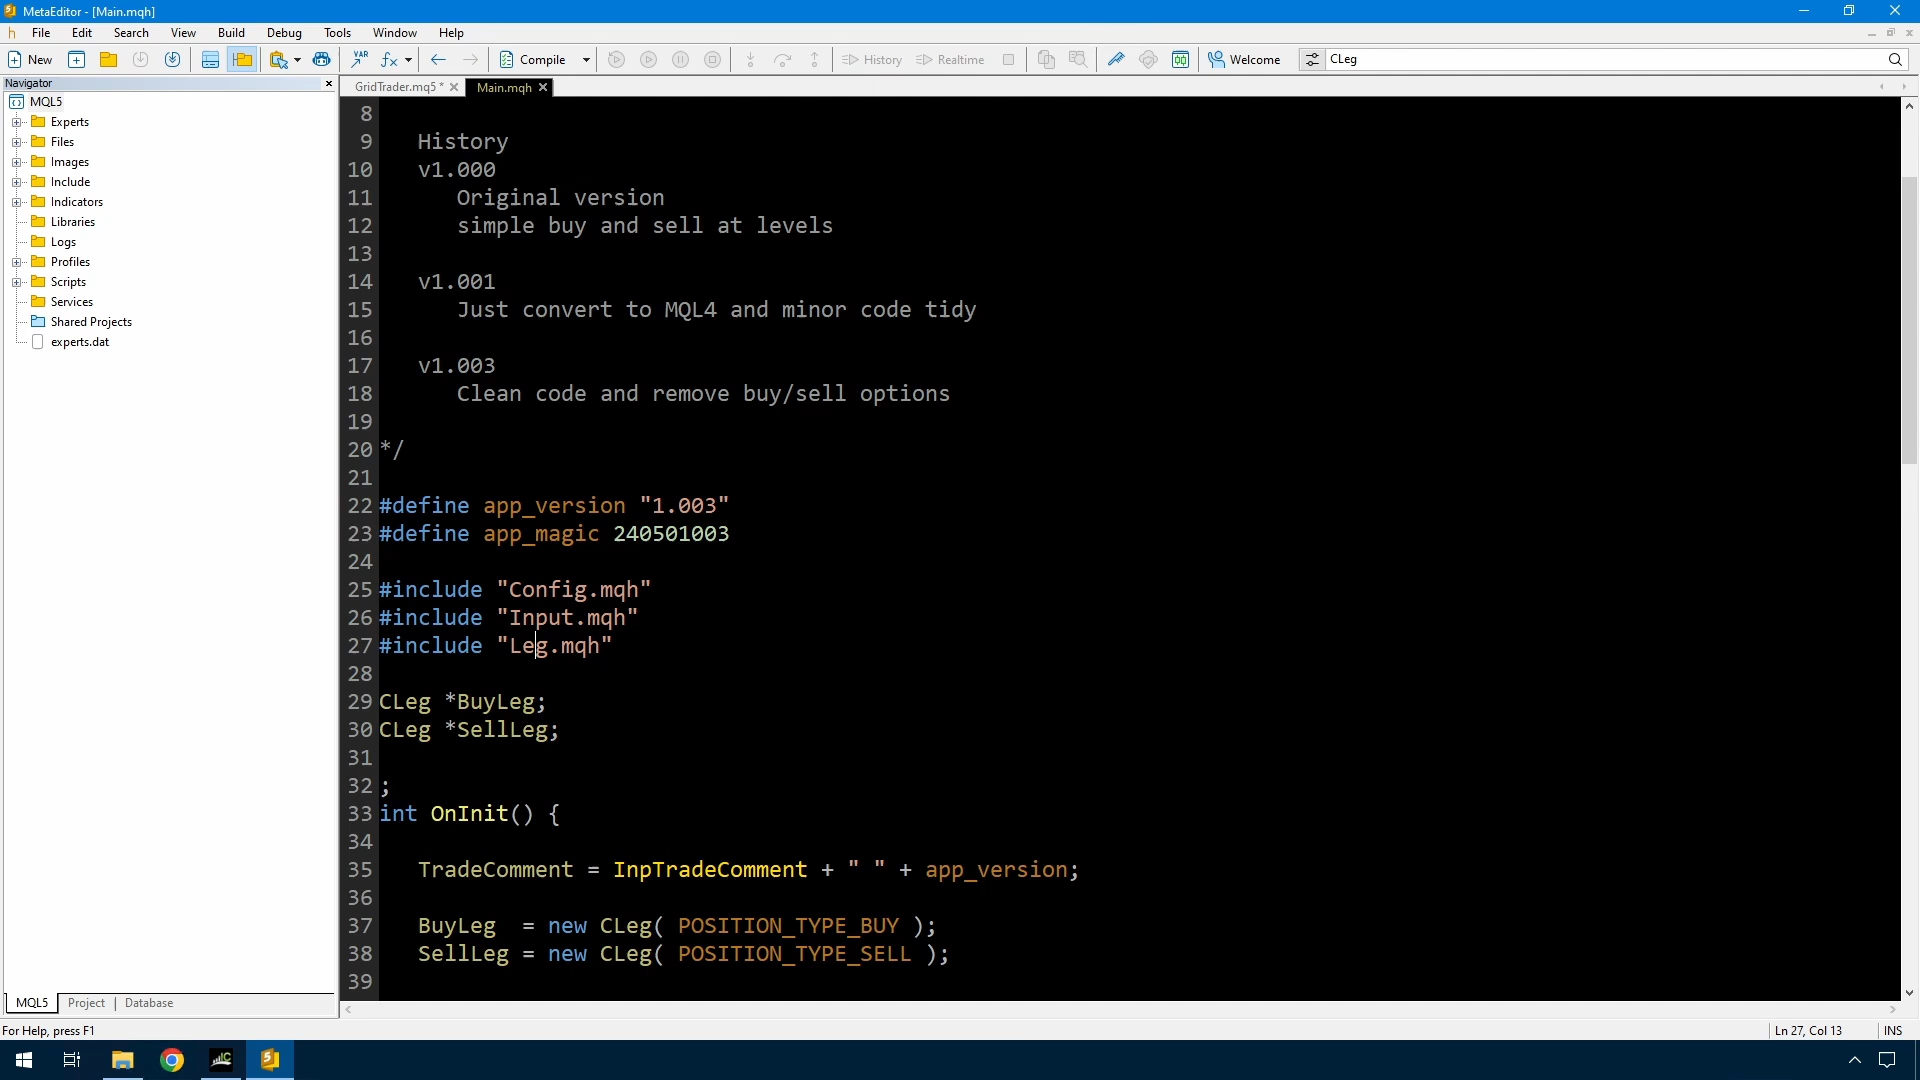 MetaEditor - [Main.mqh]
File Edit Search View Build Debug Tools Window Help
New Compile History Realtime Welcome CLeg
Navigator
MQL5
Experts
Files
Images
Include
Indicators
Libraries
Logs
Profiles
Scripts
Services
Shared Projects
experts.dat
MQL5 Project Database
GridTrader.mq5 * Main.mqh
8
9 History
10 v1.000
11 Original version
12 simple buy and sell at levels
13
14 v1.001
15 Just convert to MQL4 and minor code tidy
16
17 v1.003
18 Clean code and remove buy/sell options
19
20 */
21
22 #define app_version "1.003"
23 #define app_magic 240501003
24
25 #include "Config.mqh"
26 #include "Input.mqh"
27 #include "Leg.mqh"
28
29 CLeg *BuyLeg;
30 CLeg *SellLeg;
31
32 ;
33 int OnInit() {
34
35 TradeComment = InpTradeComment + " " + app_version;
36
37 BuyLeg = new CLeg( POSITION_TYPE_BUY );
38 SellLeg = new CLeg( POSITION_TYPE_SELL );
39
For Help, press F1 Ln 27, Col 13 INS